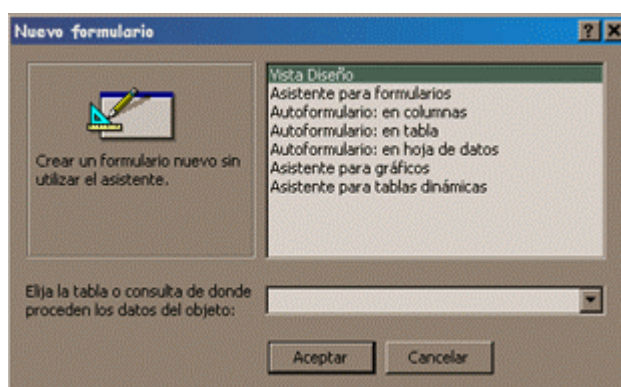 Nuevo formulario
Vista Diseño
Asistente para formularios
Autoformulario: en columnas
Autoformulario: en tabla
Autoformulario: en hoja de datos
Asistente para gráficos
Asistente para tablas dinámicas
Crear un formulario nuevo sin
utilizar el asistente.
Elija la tabla o consulta de donde
proceden los datos del objeto:
Aceptar
Cancelar